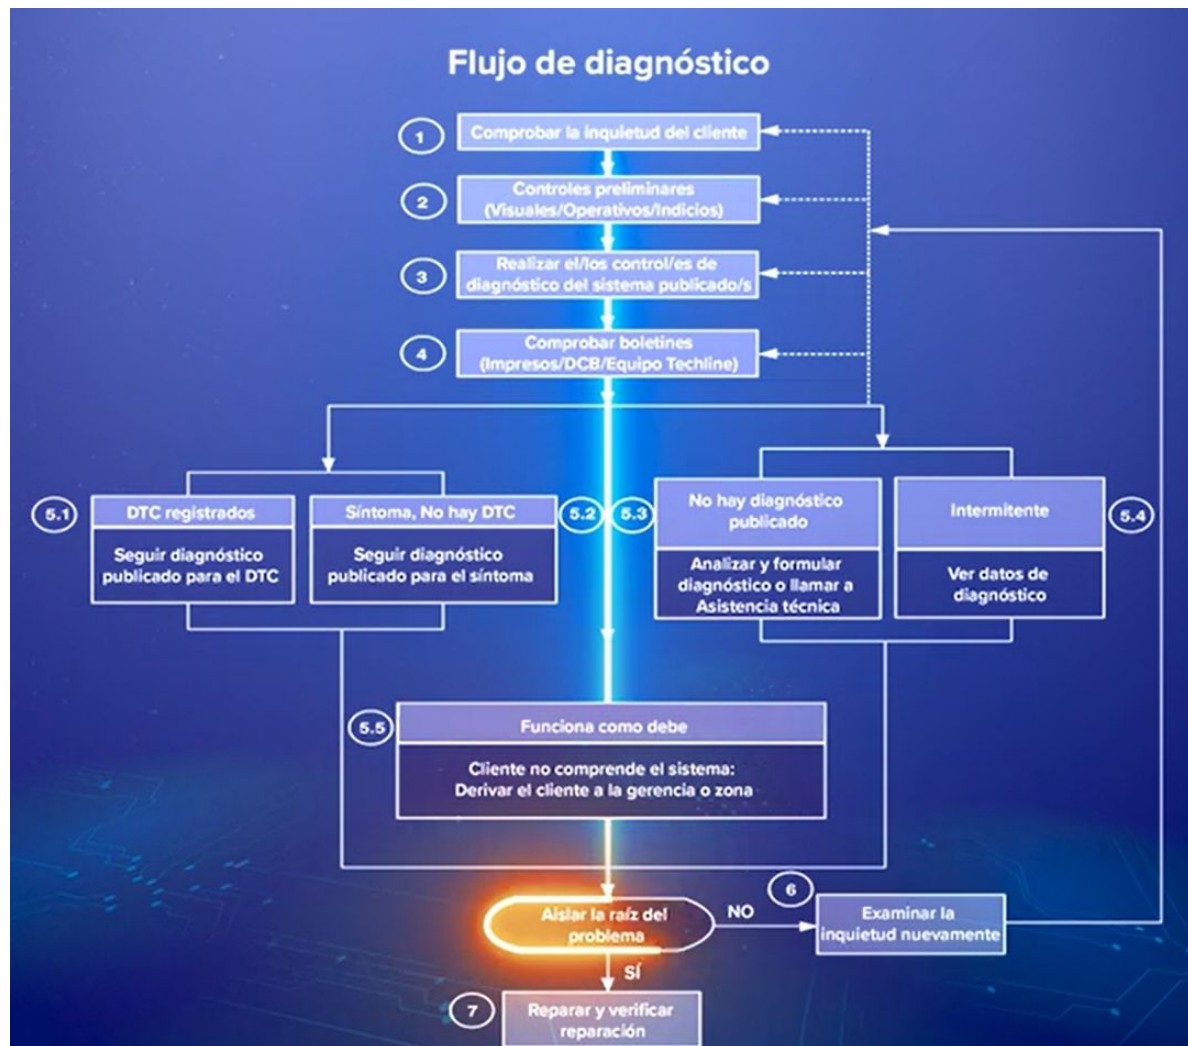 Flujo de diagnóstico
1
Comprobar la inquietud del cliente
2
Controles preliminares
(Visuales/Operativos/Indicios)
3
Realizar el/los control/es de
diagnóstico del sistema publicado/s
4
Comprobar boletines
(Impresos/DCB/Equipo Techline)
5.1
DTC registrados
Seguir diagnóstico
publicado para el DTC
Síntoma, No hay DTC
Seguir diagnóstico
publicado para el síntoma
5.2
5.3
No hay diagnóstico
publicado
Analizar y formular
diagnóstico o llamar a
Asistencia técnica
Intermitente
Ver datos de
diagnóstico
5.4
5.5
Funciona como debe
Cliente no comprende el sistema:
Derivar el cliente a la gerencia o zona
Aislar la raíz del
problema
NO
6
Examinar la
inquietud nuevamente
SÍ
7
Reparar y verificar
reparación